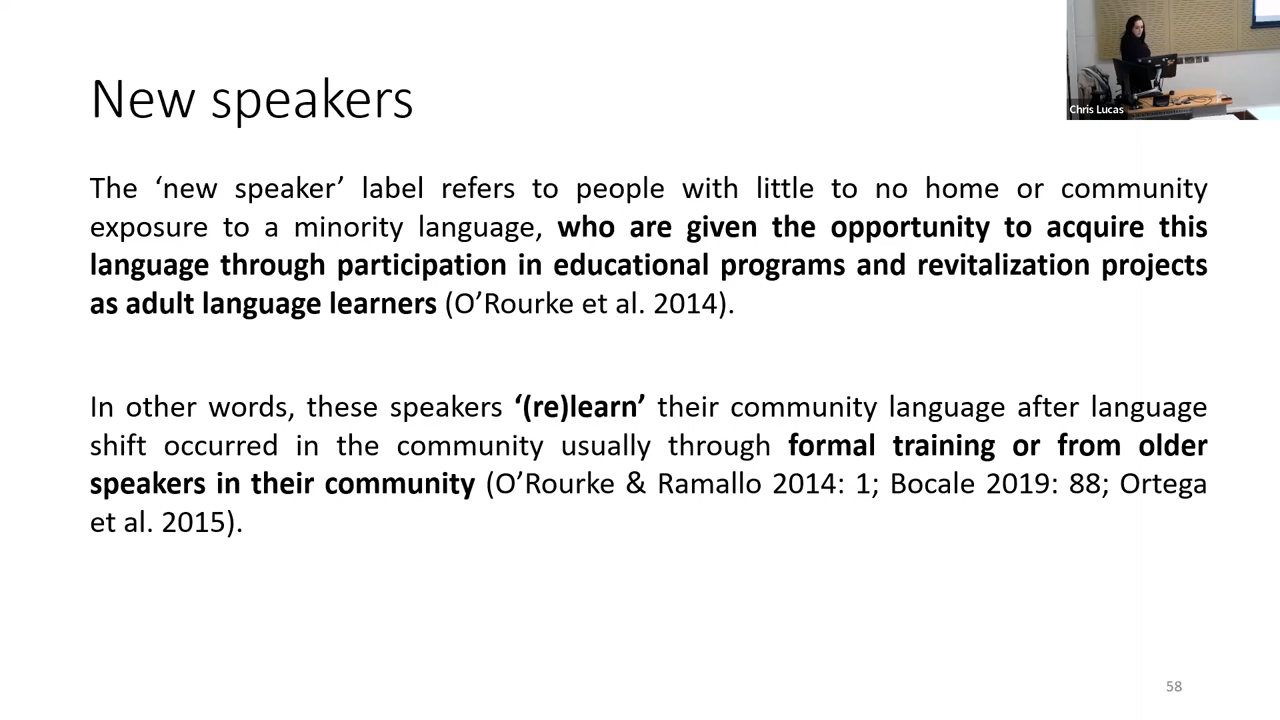 New speakers
Chris Lucas
The ‘new speaker’ label refers to people with little to no home or community
exposure to a minority language, who are given the opportunity to acquire this
language through participation in educational programs and revitalization projects
as adult language learners (O’Rourke et al. 2014).
In other words, these speakers ‘(re)learn’ their community language after language
shift occurred in the community usually through formal training or from older
speakers in their community (O’Rourke & Ramallo 2014: 1; Bocale 2019: 88; Ortega
et al. 2015).
58